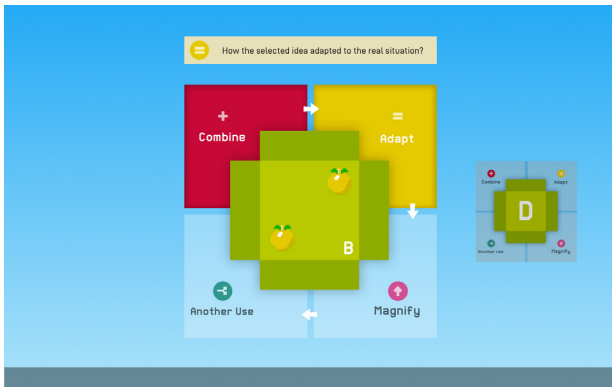 How the selected idea adapted to the real situation?
Combine
Adapt
B
Another Use
Magnify
Combine
Adapt
D
Another Use
Magnify